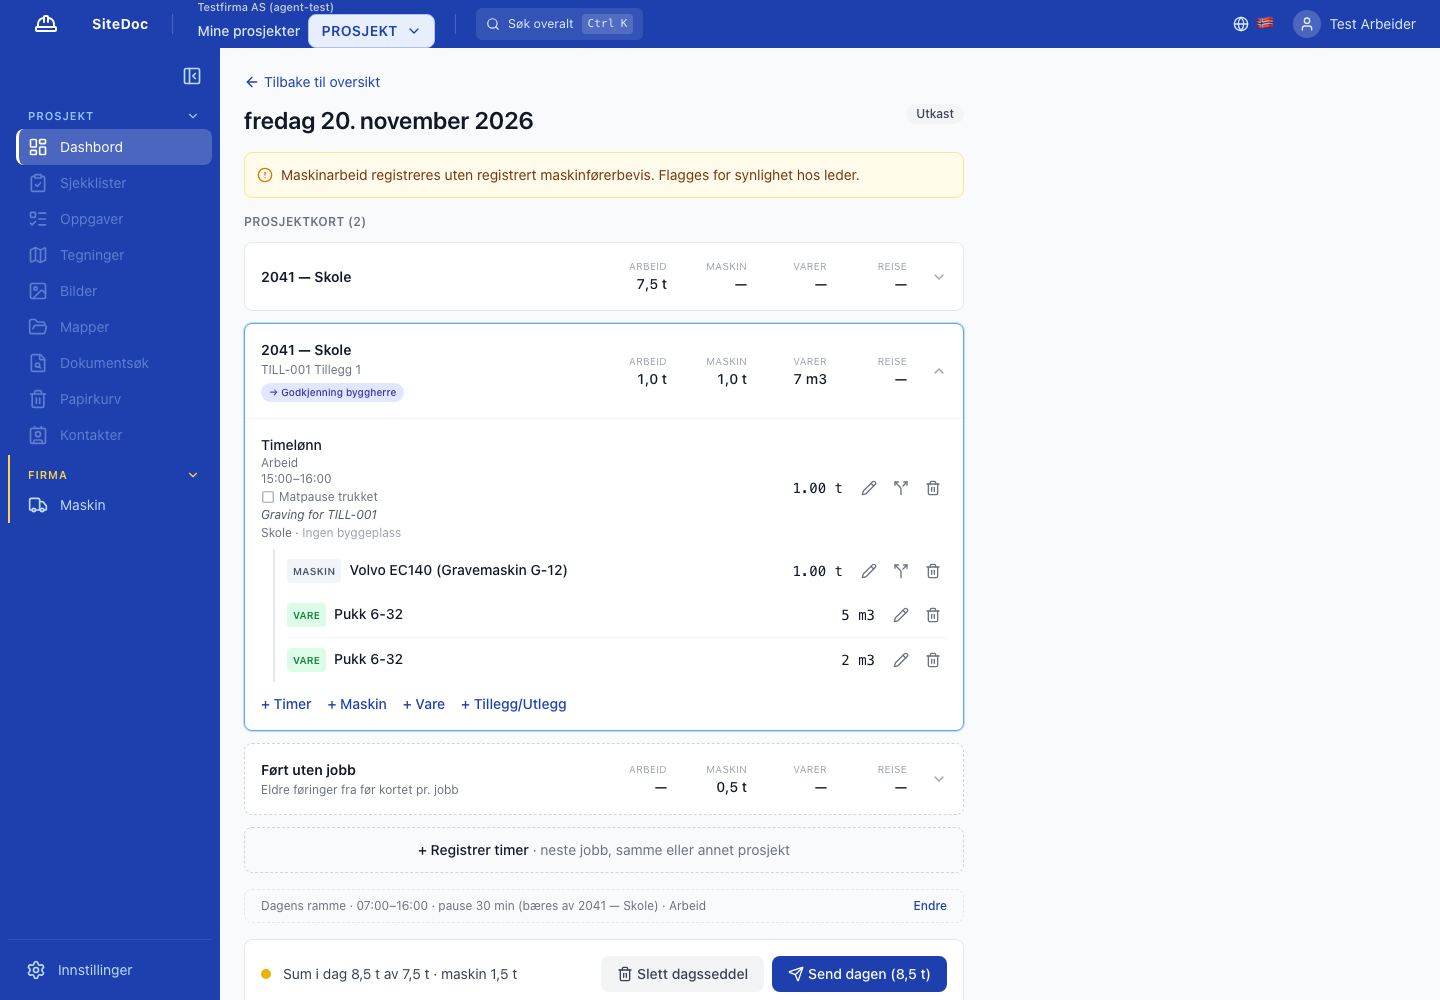 Testfirma AS (agent-test)
SiteDoc
Mine prosjekter
PROSJEKT
Søk overalt
Ctrl K
Test Arbeider
PROSJEKT
Dashbord
Sjekklister
Oppgaver
Tegninger
Bilder
Mapper
Dokumentsøk
Papirkurv
Kontakter
FIRMA
Maskin
Innstillinger
← Tilbake til oversikt
fredag 20. november 2026
Utkast
Maskinarbeid registreres uten registrert maskinførerbevis. Flagges for synlighet hos leder.
PROSJEKTKORT (2)
2041 — Skole
ARBEID MASKIN VARER REISE
7,5 t — — —
2041 — Skole
TILL-001 Tillegg 1
→ Godkjenning byggherre
ARBEID MASKIN VARER REISE
1,0 t 1,0 t 7 m3 —
Timelønn
Arbeid
15:00–16:00
Matpause trukket
Graving for TILL-001
Skole · Ingen byggeplass
1.00 t
MASKIN Volvo EC140 (Gravemaskin G-12) 1.00 t
VARE Pukk 6-32 5 m3
VARE Pukk 6-32 2 m3
+ Timer + Maskin + Vare + Tillegg/Utlegg
Ført uten jobb
Eldre føringer fra før kortet pr. jobb
ARBEID MASKIN VARER REISE
— 0,5 t — —
+ Registrer timer · neste jobb, samme eller annet prosjekt
Dagens ramme · 07:00–16:00 · pause 30 min (bæres av 2041 — Skole) · Arbeid Endre
Sum i dag 8,5 t av 7,5 t · maskin 1,5 t
Slett dagsseddel
Send dagen (8,5 t)